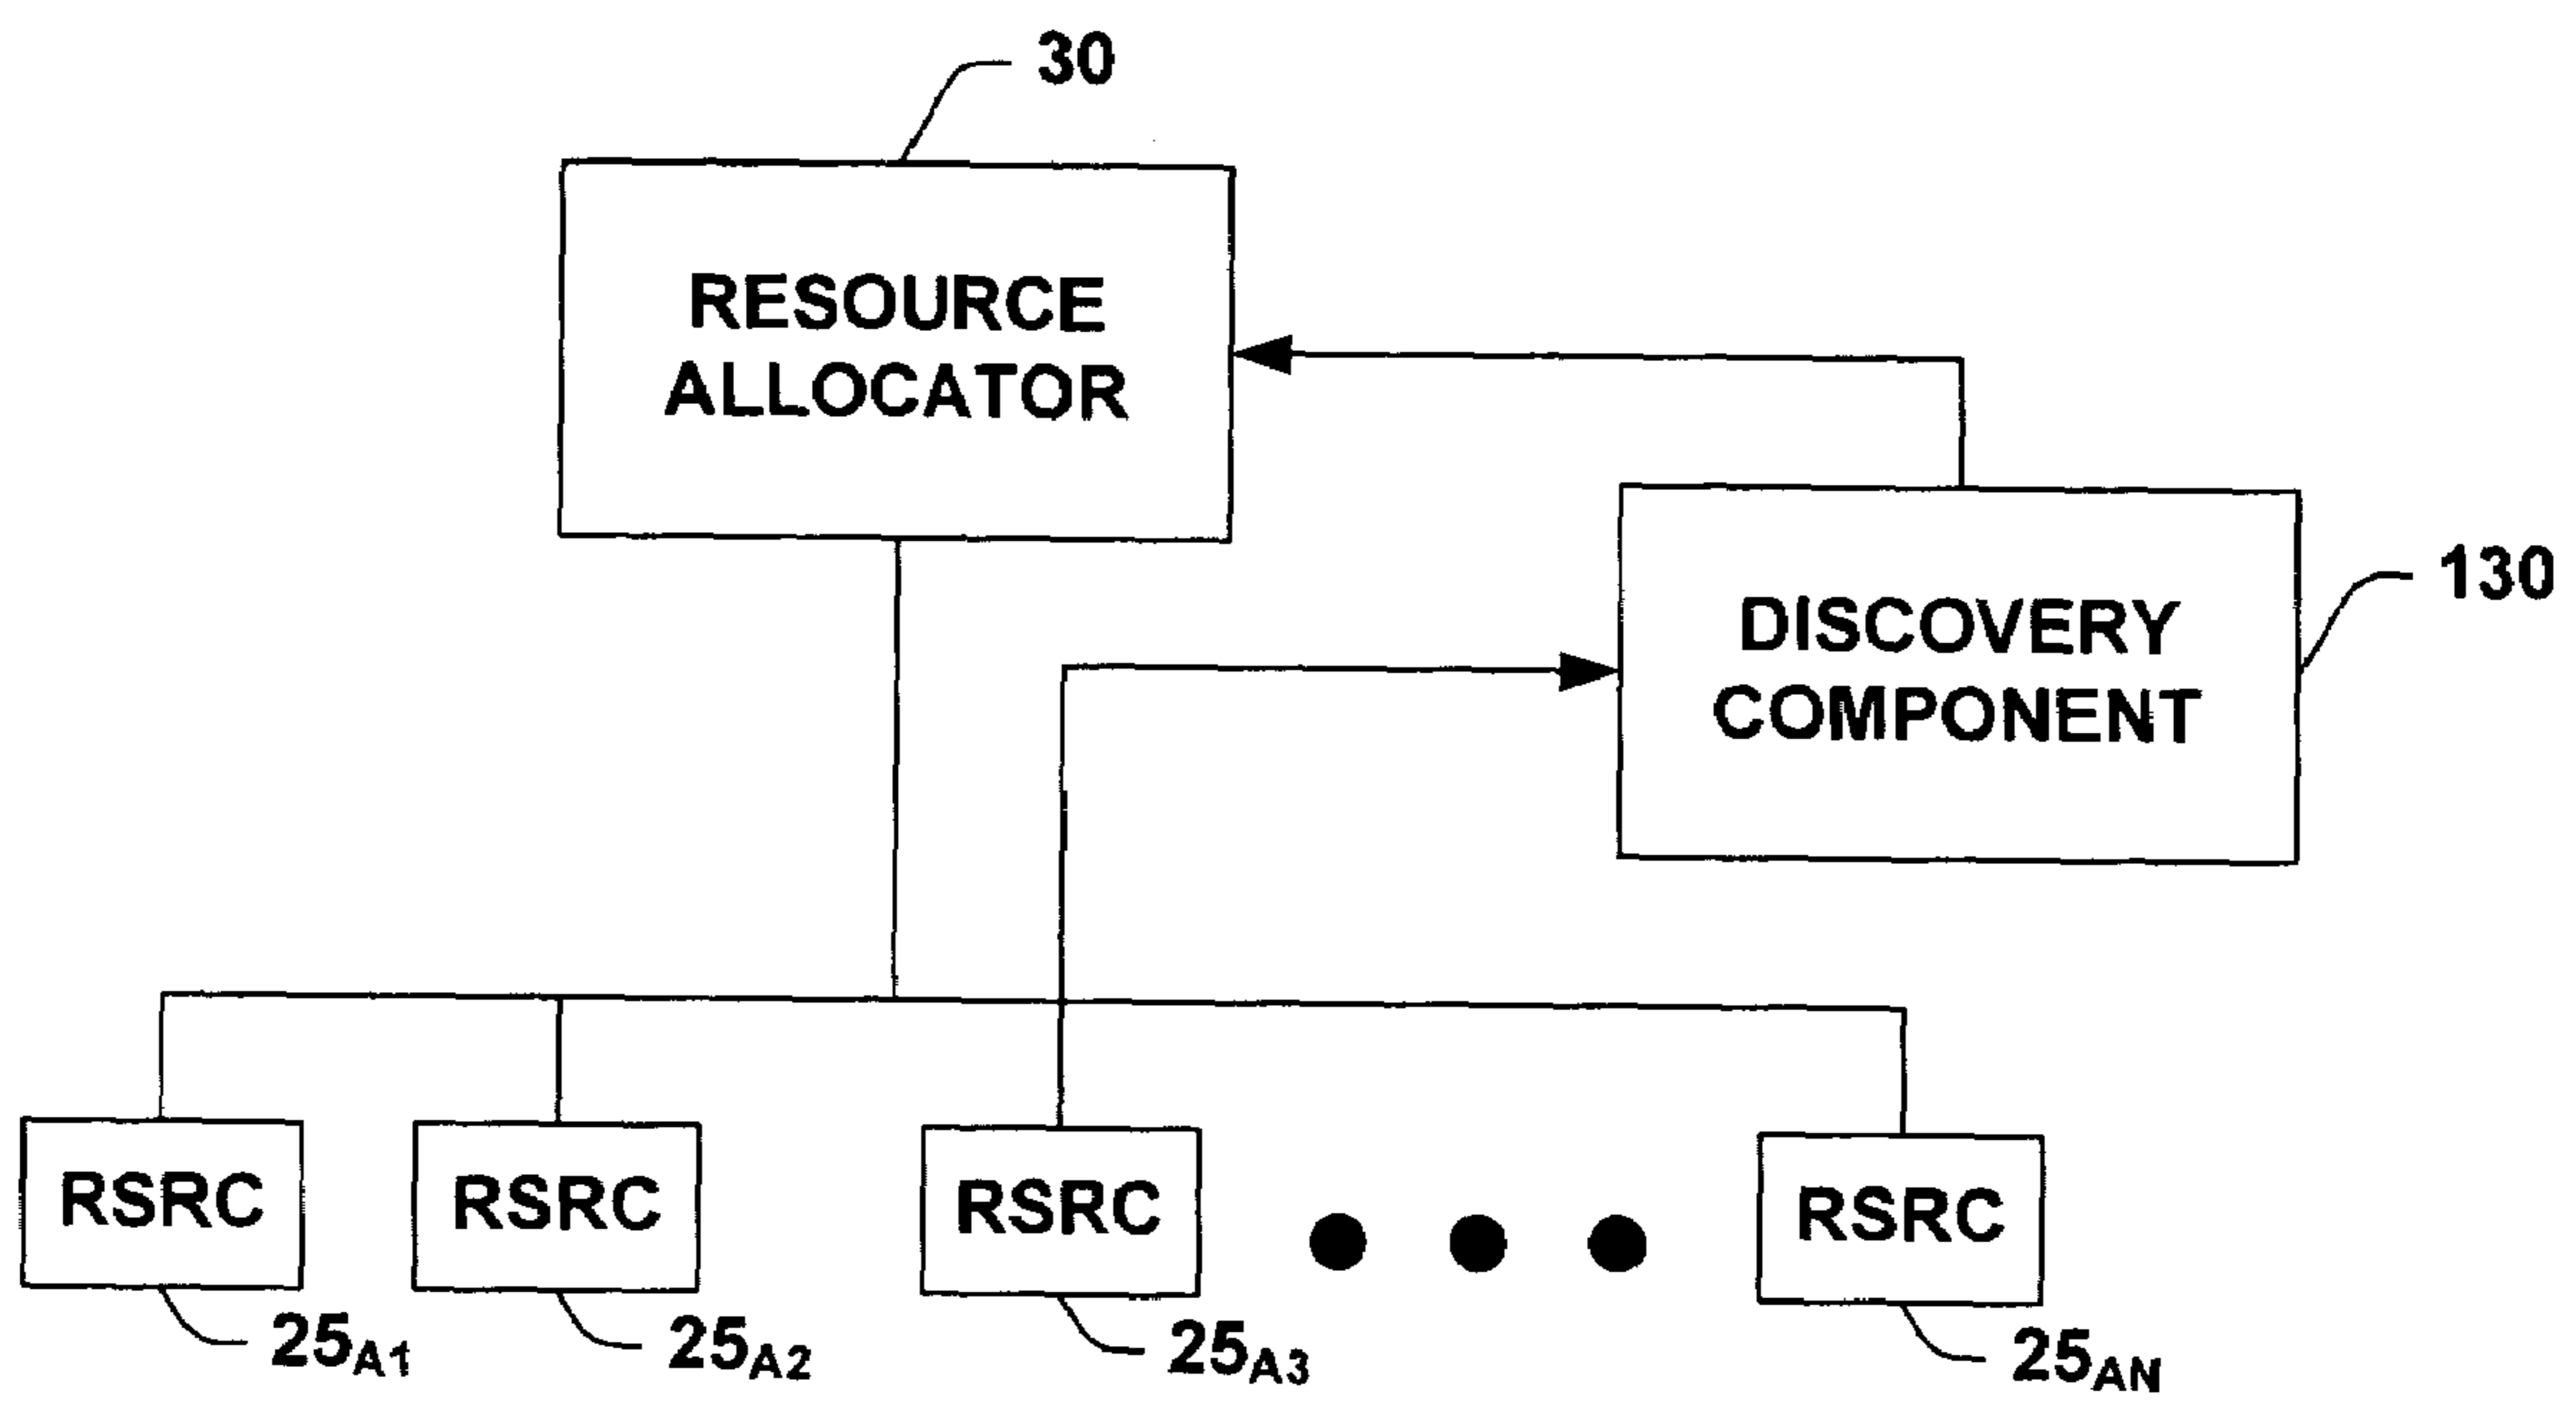 30
RESOURCE
ALLOCATOR
130
DISCOVERY
COMPONENT
RSRC
RSRC
RSRC
RSRC
25A1
25A2
25A3
25AN